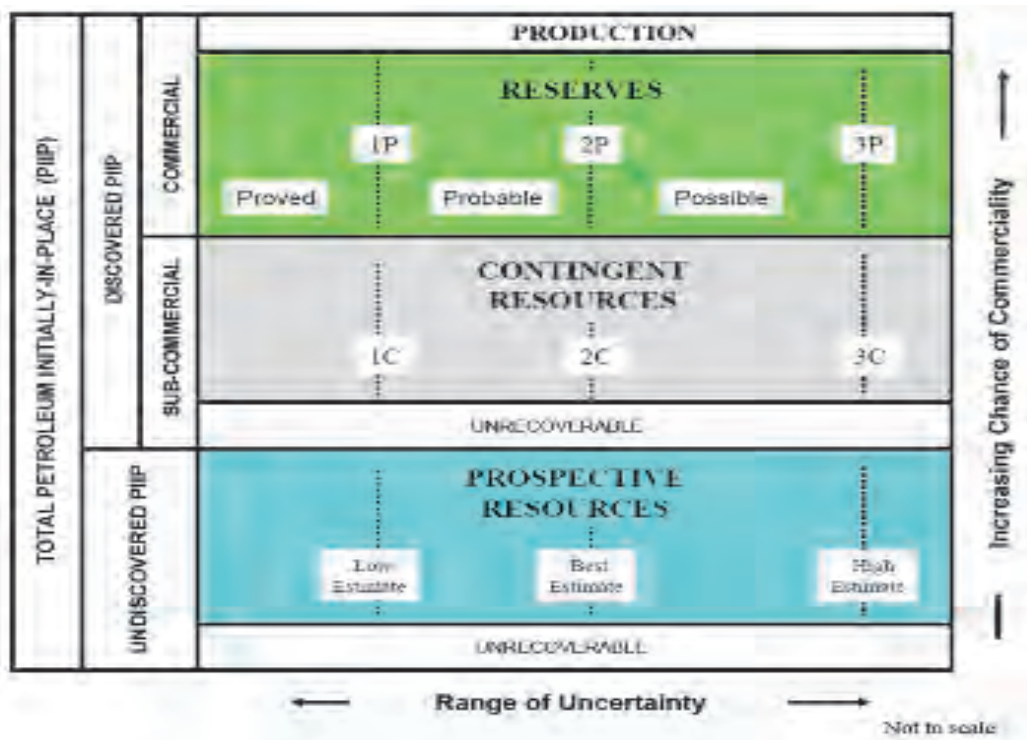 TOTAL PETROLEUM INITIALLY-IN-PLACE (PIIP)
DISCOVERED PIIP
UNDISCOVERED PIIP
COMMERCIAL
SUB-COMMERCIAL
PRODUCTION
RESERVES
1P
2P
3P
Proved
Probable
Possible
CONTINGENT
RESOURCES
1C
2C
3C
UNRECOVERABLE
PROSPECTIVE
RESOURCES
Low
Estimate
Best
Estimate
High
Estimate
UNRECOVERABLE
Increasing Chance of Commerciality
Range of Uncertainty
Not to scale